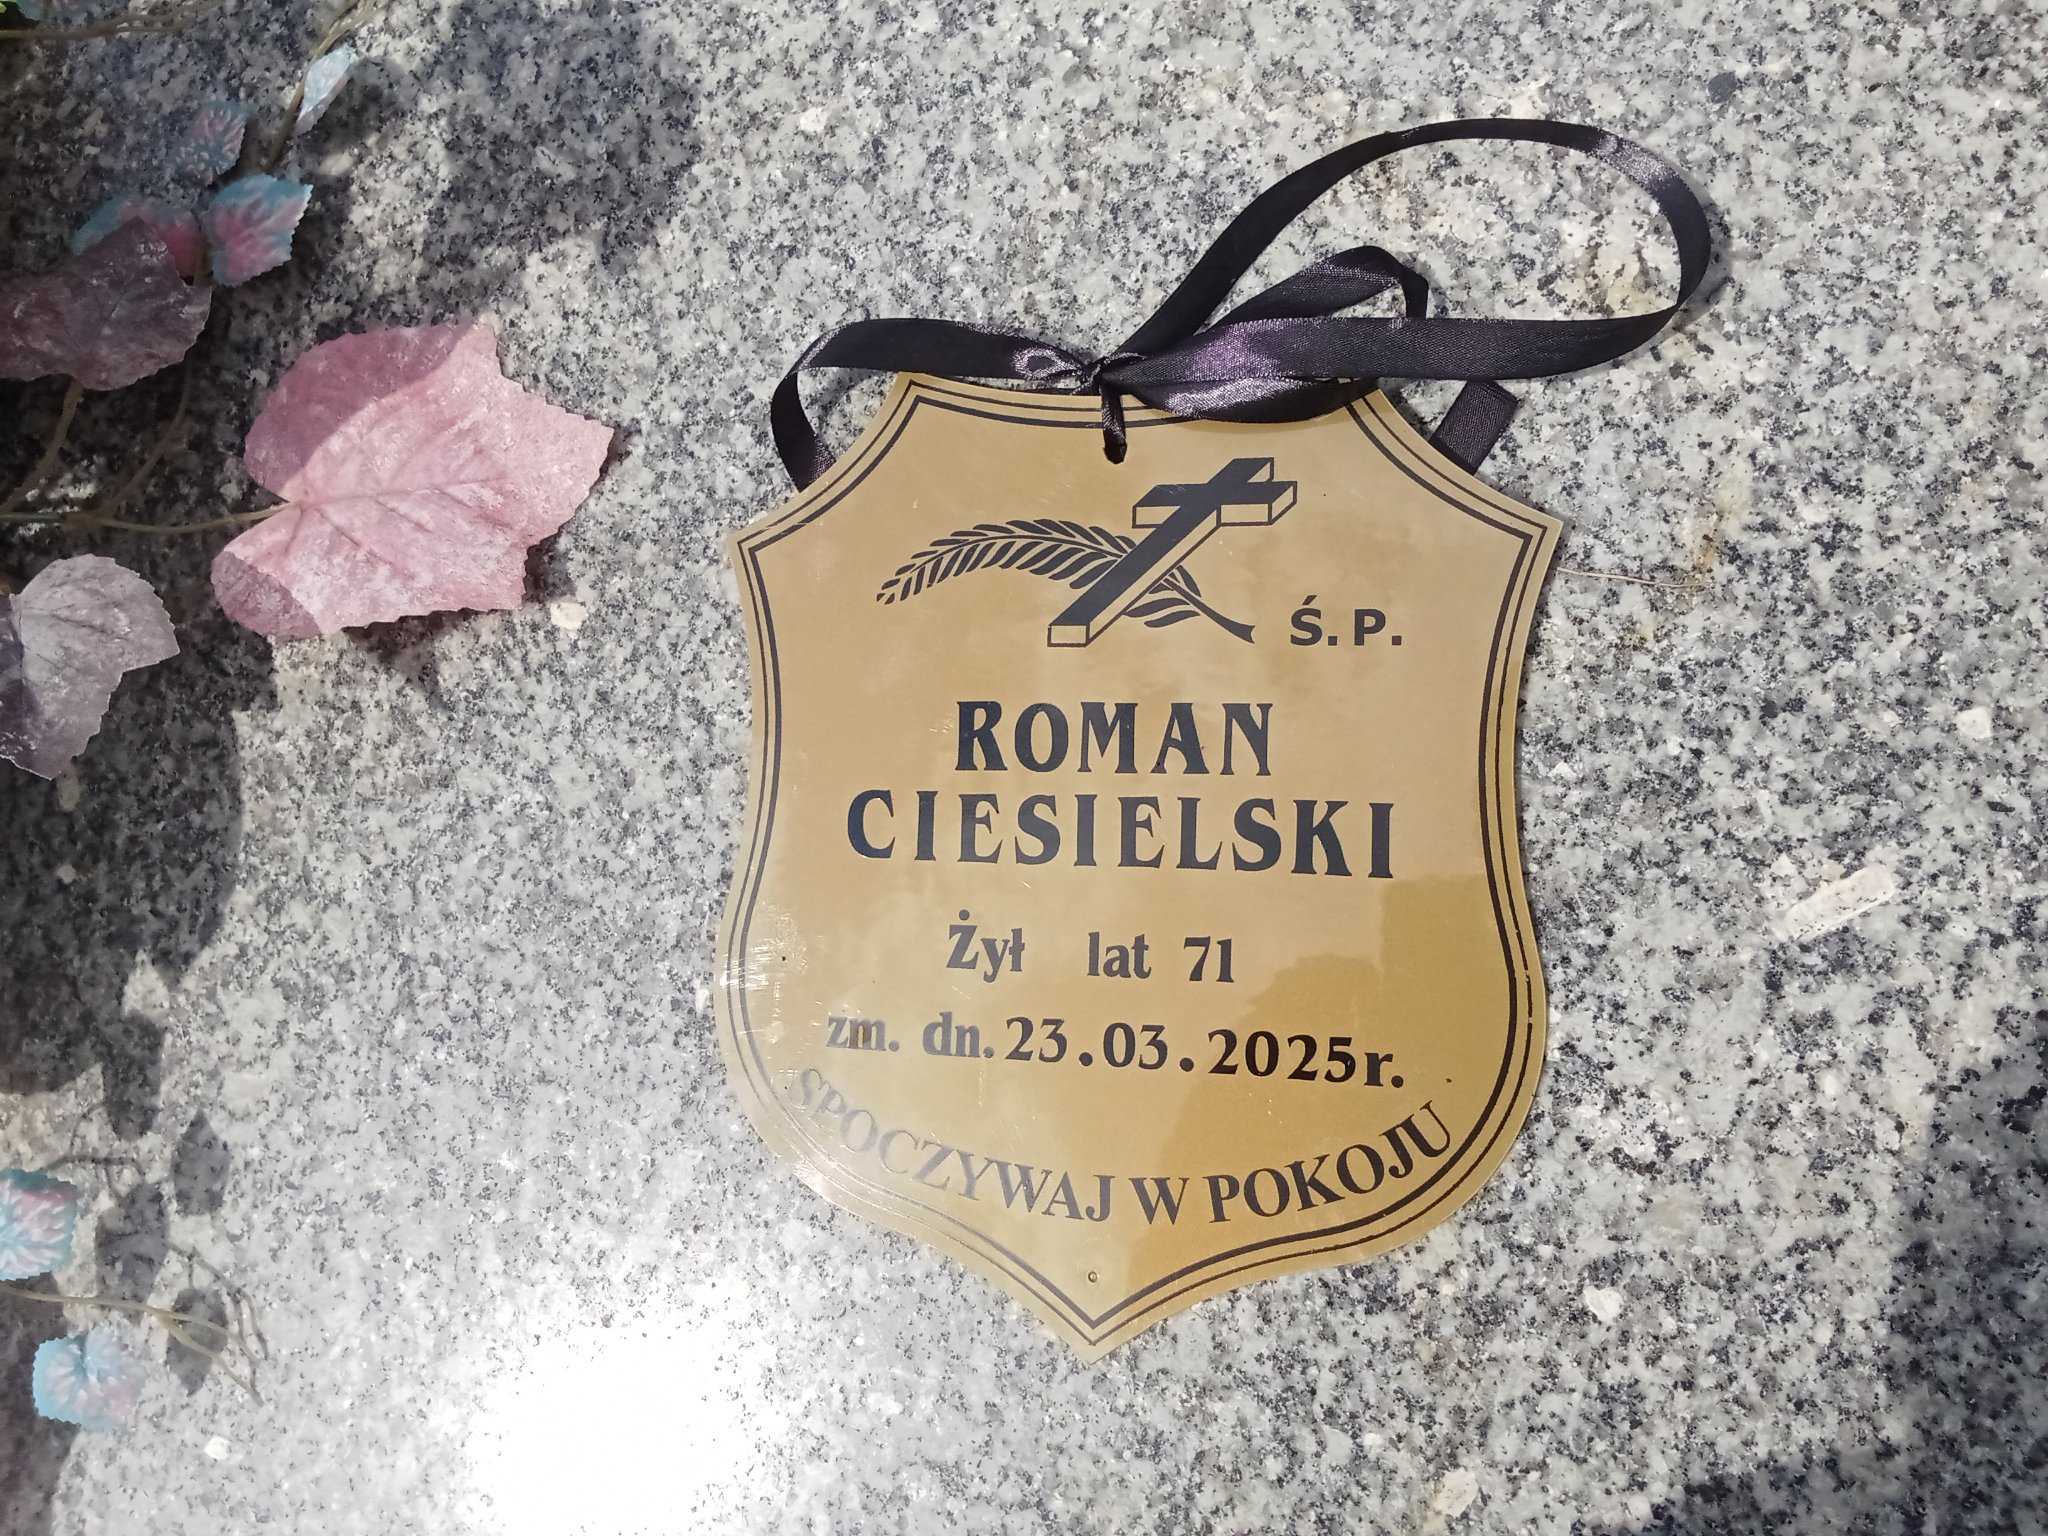 Ś.P.
ROMAN
CIESIELSKI
Żył lat 71
zm. dn. 23.03.2025r.
SPOCZYWAJ W POKOJU